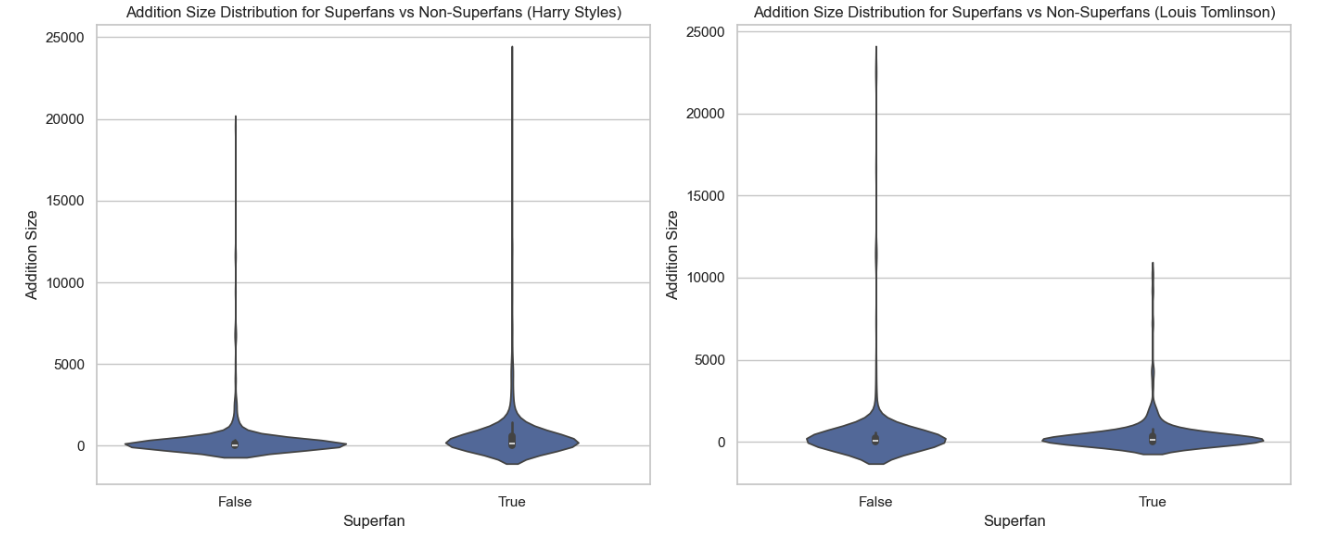 Addition Size Distribution for Superfans vs Non-Superfans (Harry Styles)
25000
20000
15000
10000
5000
0
Addition Size
False
True
Superfan
Addition Size Distribution for Superfans vs Non-Superfans (Louis Tomlinson)
25000
20000
15000
10000
5000
0
Addition Size
False
True
Superfan